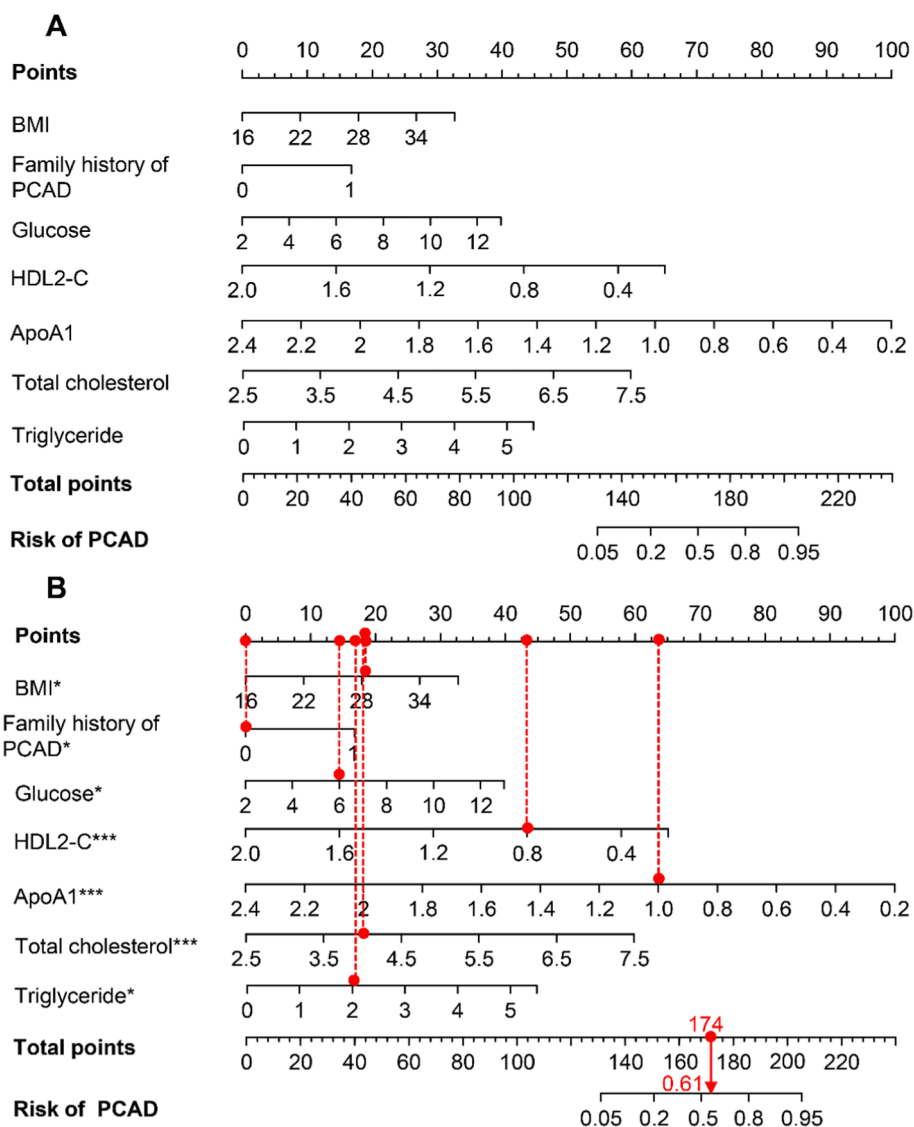 A
0 10 20 30 40 50 60 70 80 90 100
Points
BMI
16 22 28 34
Family history of
PCAD
0 1
Glucose
2 4 6 8 10 12
HDL2-C
2.0 1.6 1.2 0.8 0.4
ApoA1
2.4 2.2 2 1.8 1.6 1.4 1.2 1.0 0.8 0.6 0.4 0.2
Total cholesterol
2.5 3.5 4.5 5.5 6.5 7.5
Triglyceride
0 1 2 3 4 5
Total points
0 20 40 60 80 100 140 180 220
Risk of PCAD
0.05 0.2 0.5 0.8 0.95
B
0 10 20 30 40 50 60 70 80 90 100
Points
BMI*
16 22 28 34
Family history of
PCAD*
0 1
Glucose*
2 4 6 8 10 12
HDL2-C***
2.0 1.6 1.2 0.8 0.4
ApoA1***
2.4 2.2 2 1.8 1.6 1.4 1.2 1.0 0.8 0.6 0.4 0.2
Total cholesterol***
2.5 3.5 4.5 5.5 6.5 7.5
Triglyceride*
0 1 2 3 4 5
174
Total points
0 20 40 60 80 100 140 160 180 200 220
0.61
Risk of PCAD
0.05 0.2 0.5 0.8 0.95